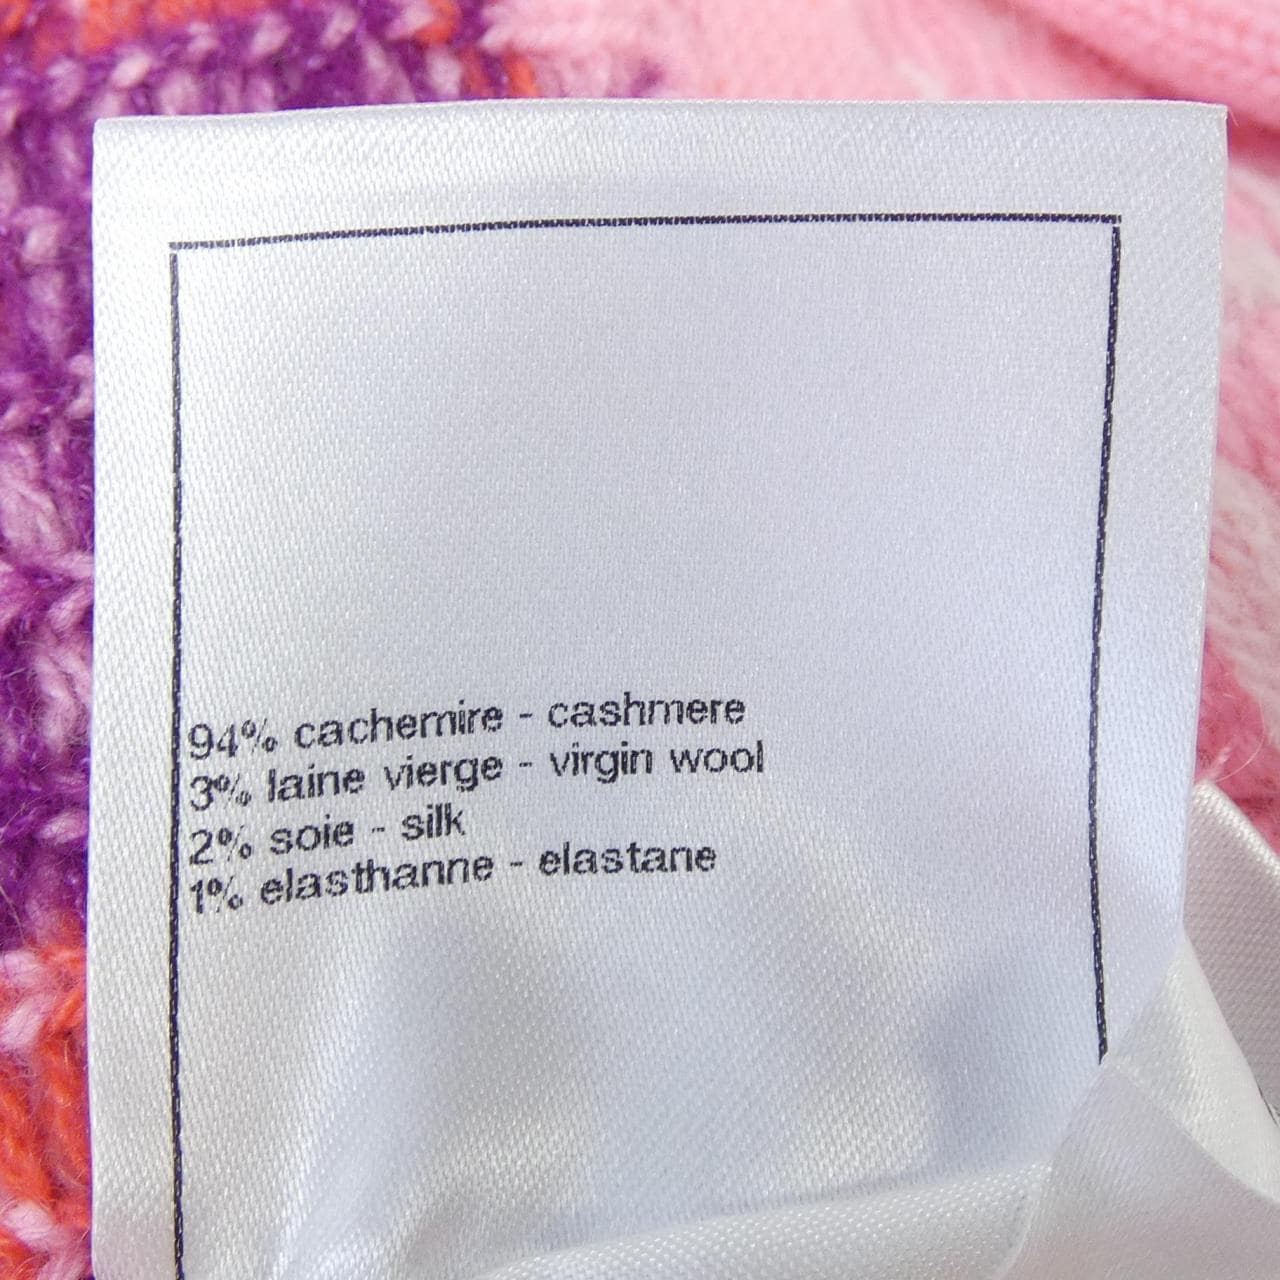 94% cachemire - cashmere
3% laine vierge - virgin wool
2% soie - silk
1% elasthanne - elastane